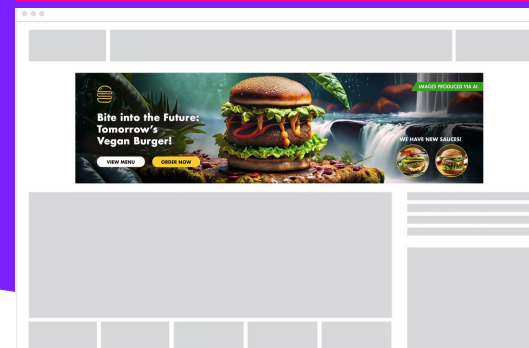 IMAGES PRODUCED VIA AI.
Bite into the Future:
Tomorrow's
Vegan Burger!
VIEW MENU
ORDER NOW
WE HAVE NEW SAUCES!